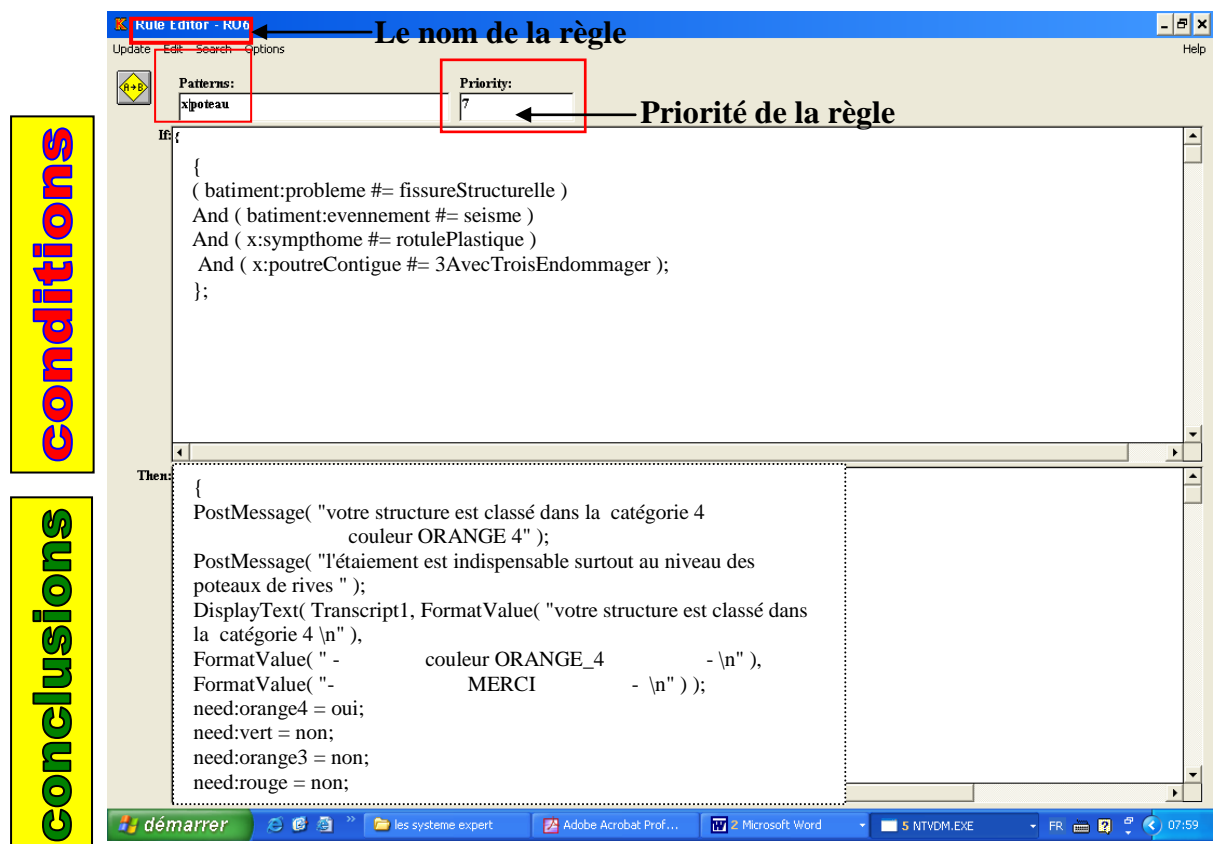 Rule Editor - RU6
Le nom de la règle
Update Edit Search Options Help
Patterns: Priority:
x|poteau 7
Priorité de la règle
conditions
If: {
{
( batiment:probleme #= fissureStructurelle )
And ( batiment:evennement #= seisme )
And ( x:sympthome #= rotulePlastique )
And ( x:poutreContigue #= 3AvecTroisEndommager );
};
conclusions
Then:
{
PostMessage( "votre structure est classé dans la catégorie 4
couleur ORANGE 4" );
PostMessage( "l'étaiement est indispensable surtout au niveau des
poteaux de rives " );
DisplayText( Transcript1, FormatValue( "votre structure est classé dans
la catégorie 4 \n" ),
FormatValue( " - couleur ORANGE_4 - \n" ),
FormatValue( "- MERCI - \n" ) );
need:orange4 = oui;
need:vert = non;
need:orange3 = non;
need:rouge = non;
démarrer » les systeme expert Adobe Acrobat Prof... 2 Microsoft Word 5 NTVDM.EXE FR 07:59